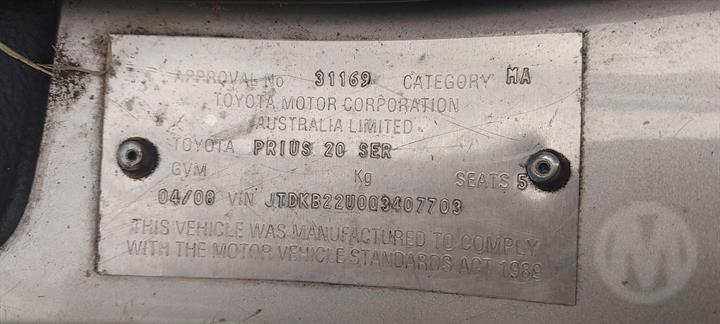 APPROVAL No 31169 CATEGORY MA
TOYOTA MOTOR CORPORATION
AUSTRALIA LIMITED
TOYOTA PRIUS 20 SER
GVM Kg SEATS 5
04/08 VIN JTDKB22U003407703
THIS VEHICLE WAS MANUFACTURED TO COMPLY
WITH THE MOTOR VEHICLE STANDARDS ACT 1989
M